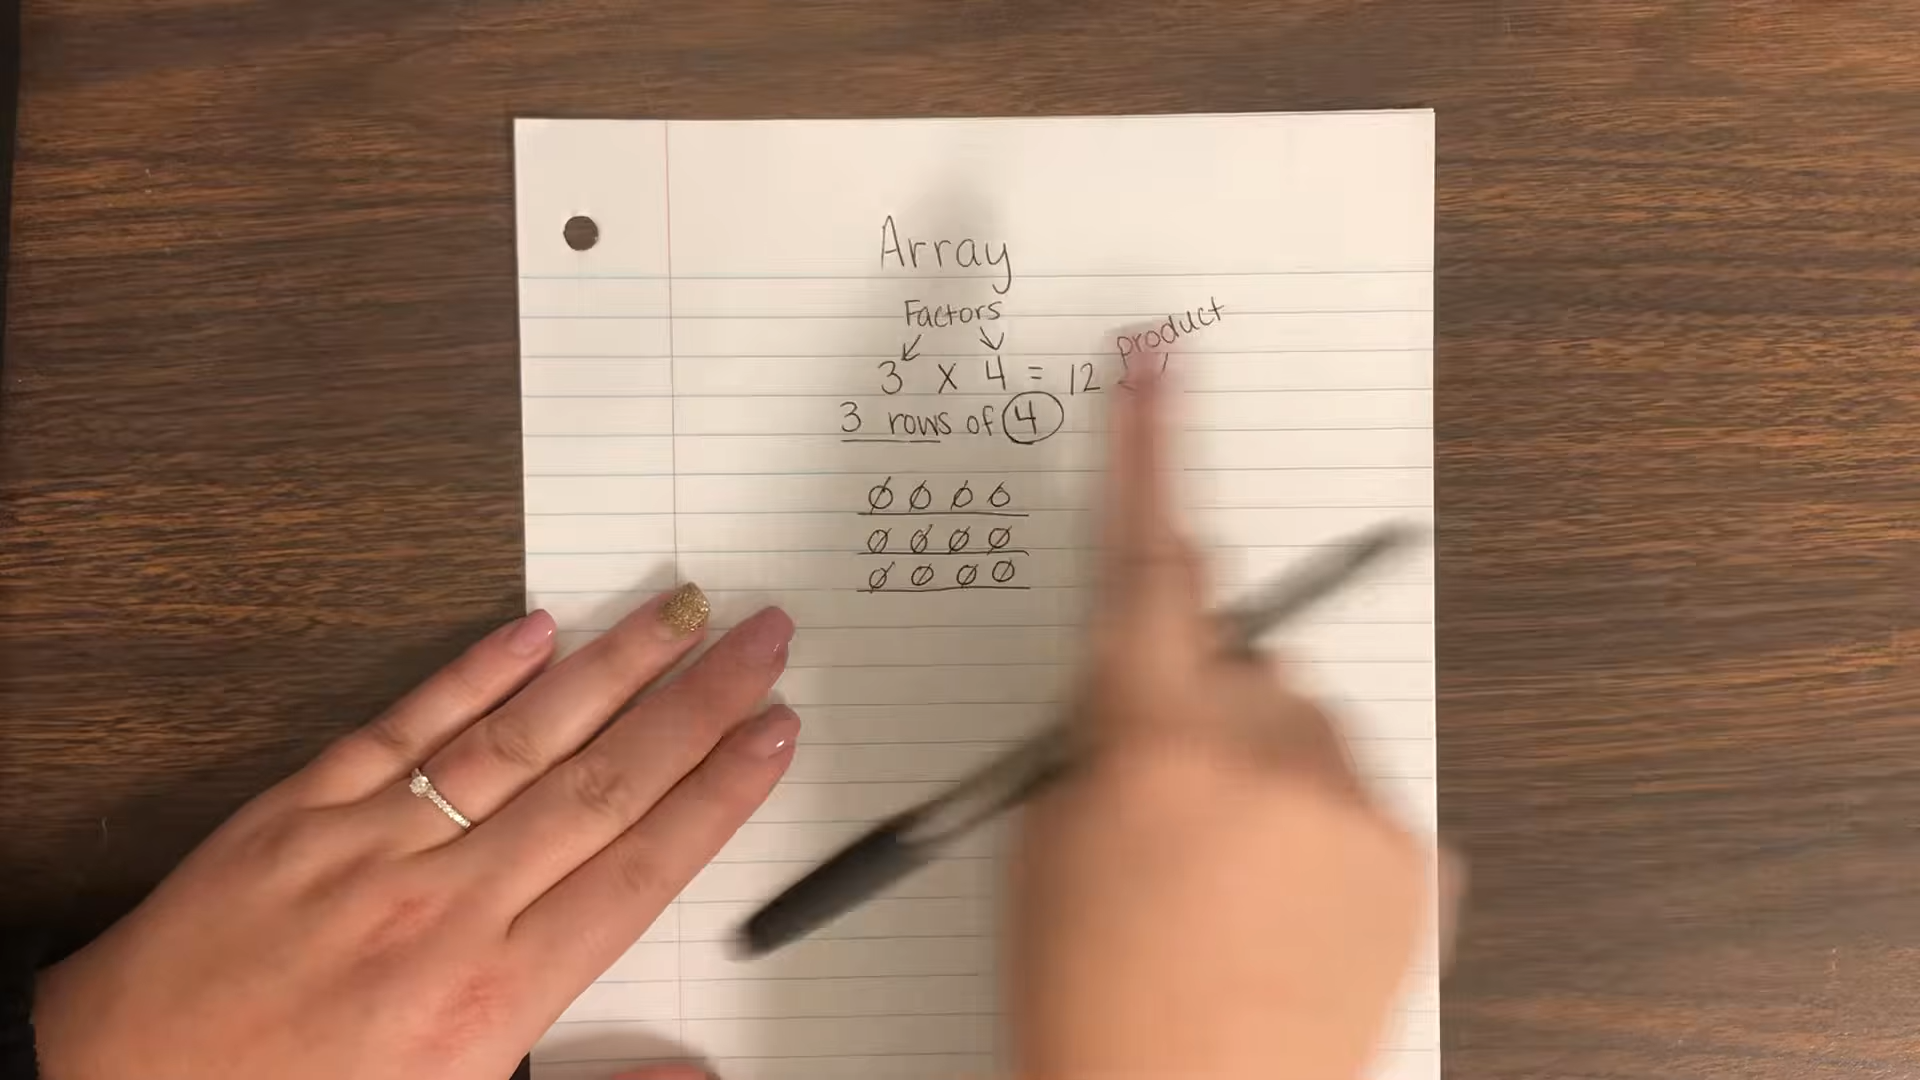 Array
Factors
product
3 x 4 = 12
3 rows of 4